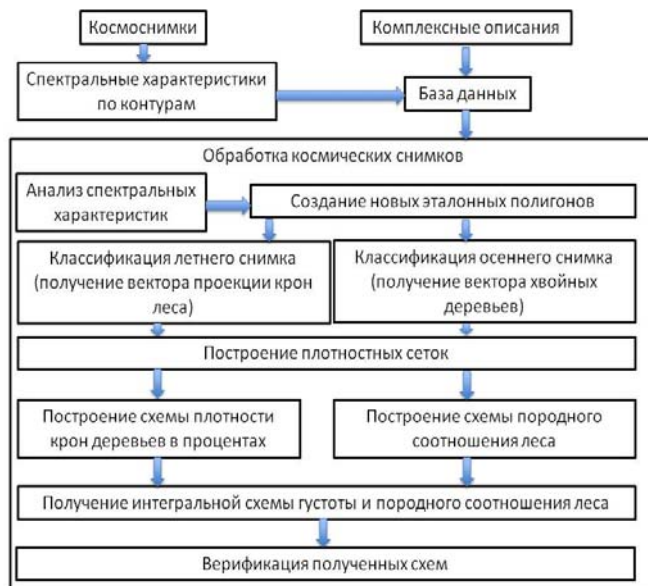 Космоснимки
Комплексные описания
Спектральные характеристики
по контурам
База данных
Обработка космических снимков
Анализ спектральных
характеристик
Создание новых эталонных полигонов
Классификация летнего снимка
(получение вектора проекции крон
леса)
Классификация осеннего снимка
(получение вектора хвойных
деревьев)
Построение плотностных сеток
Построение схемы плотности
крон деревьев в процентах
Построение схемы породного
соотношения леса
Получение интегральной схемы густоты и породного соотношения леса
Верификация полученных схем